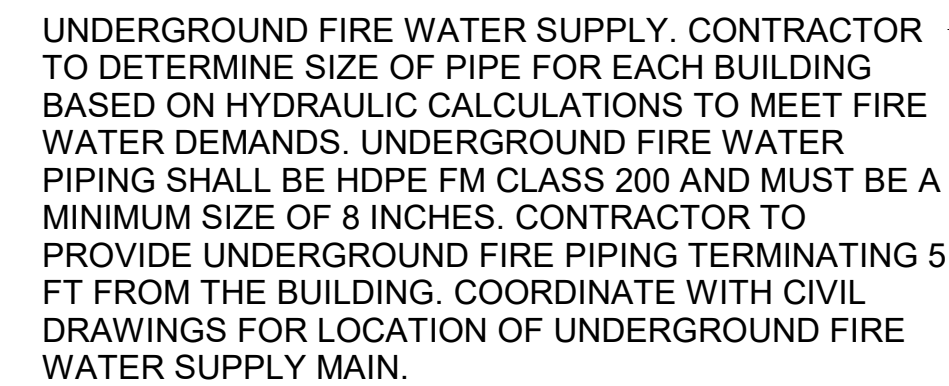 UNDERGROUND FIRE WATER SUPPLY. CONTRACTOR
TO DETERMINE SIZE OF PIPE FOR EACH BUILDING
BASED ON HYDRAULIC CALCULATIONS TO MEET FIRE
WATER DEMANDS. UNDERGROUND FIRE WATER
PIPING SHALL BE HDPE FM CLASS 200 AND MUST BE A
MINIMUM SIZE OF 8 INCHES. CONTRACTOR TO
PROVIDE UNDERGROUND FIRE PIPING TERMINATING 5
FT FROM THE BUILDING. COORDINATE WITH CIVIL
DRAWINGS FOR LOCATION OF UNDERGROUND FIRE
WATER SUPPLY MAIN.